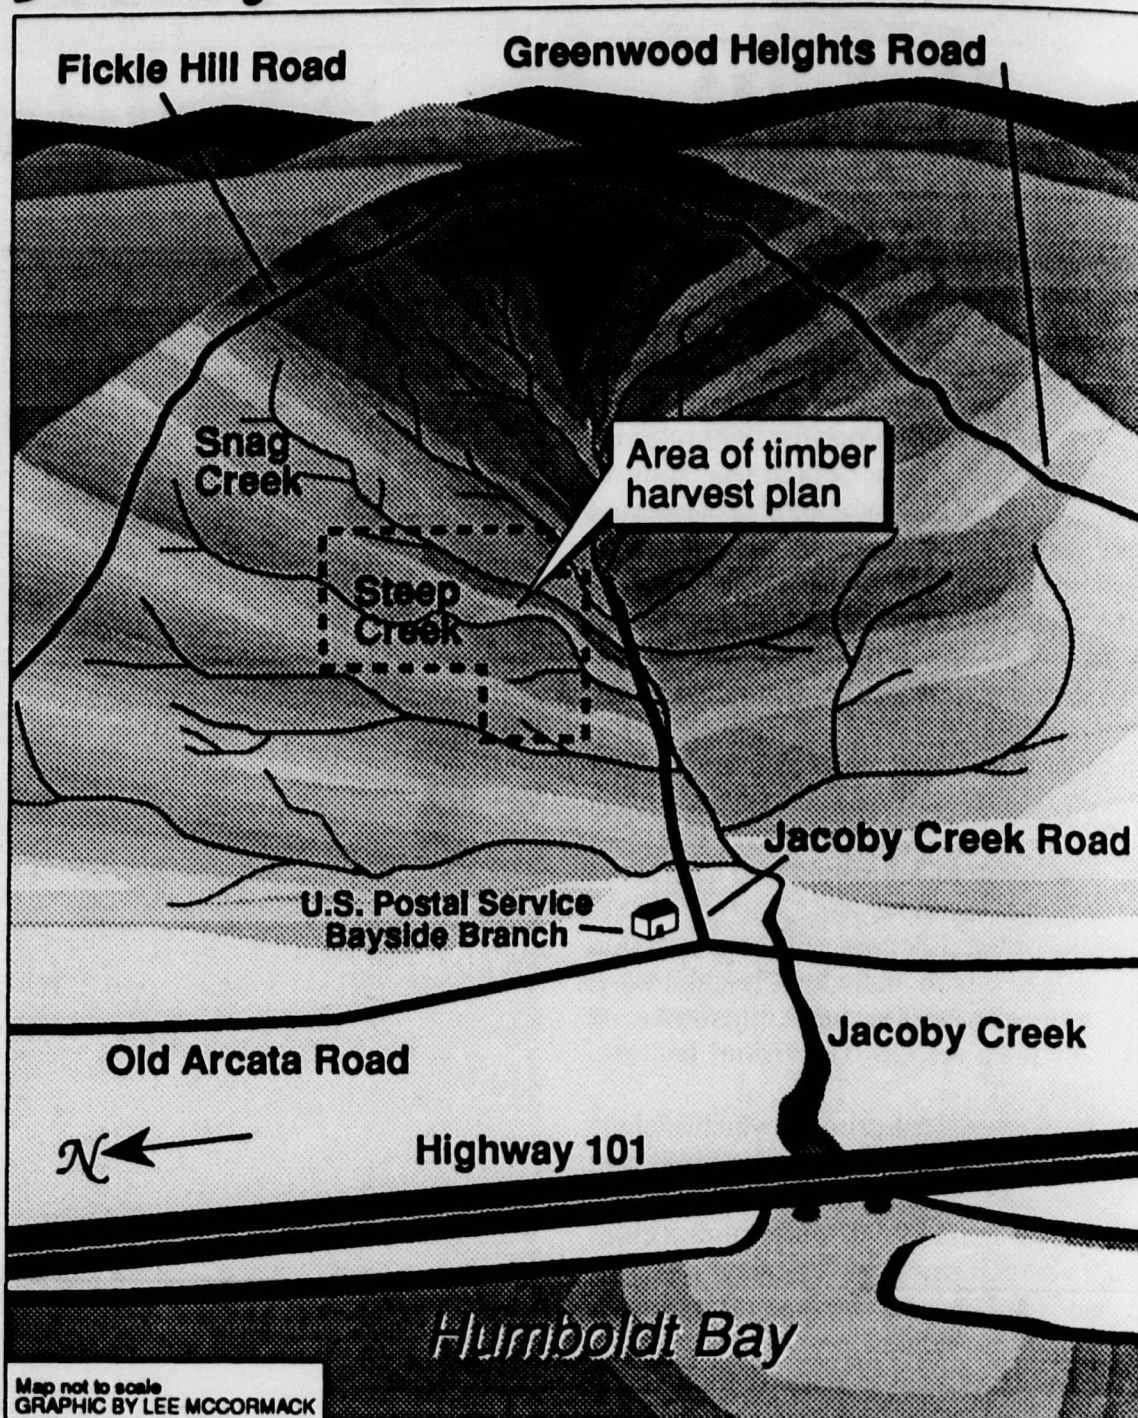 Fickle Hill Road
Greenwood Heights Road
Snag
Creek
Area of timber
harvest plan
Steep
Creek
Jacoby Creek Road
U.S. Postal Service
Bayside Branch
Jacoby Creek
Old Arcata Road
N
Highway 101
Humboldt Bay
Map not to scale
GRAPHIC BY LEE MCCORMACK